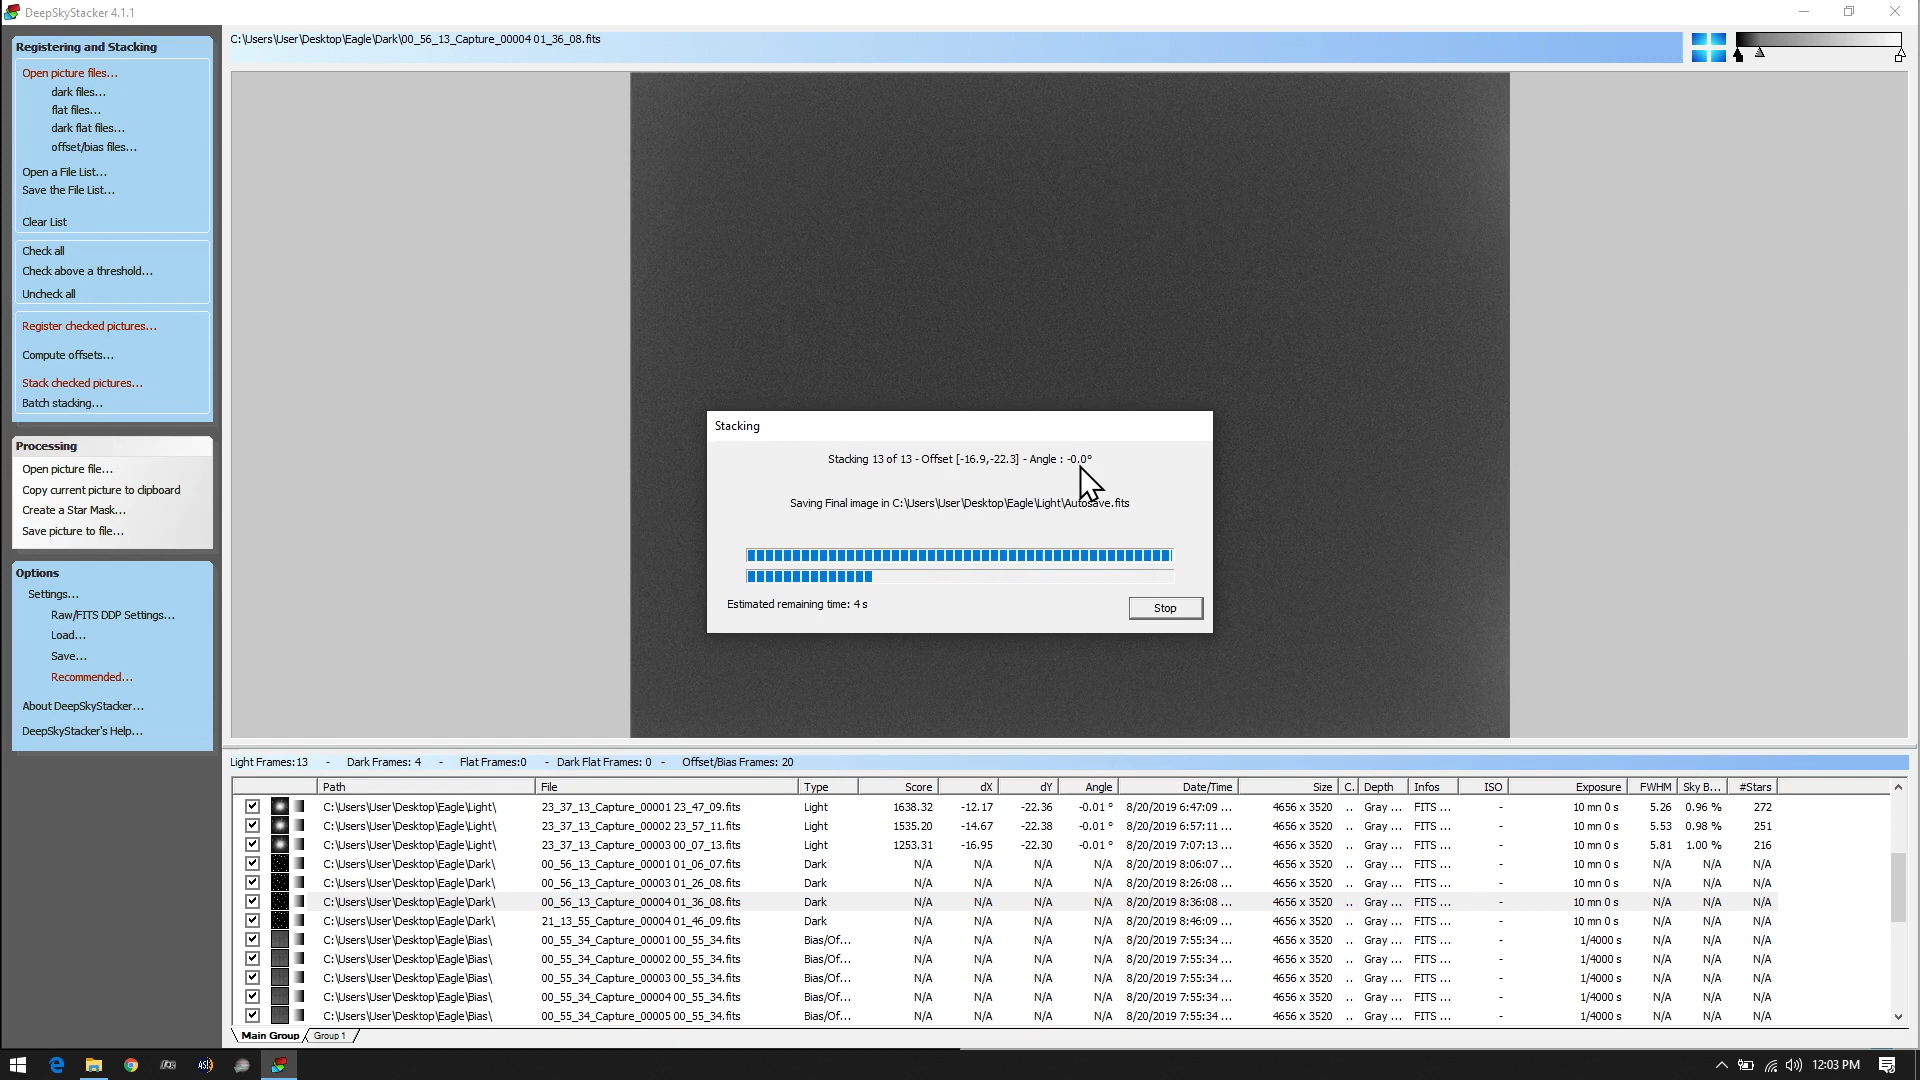 DeepSkyStacker 4.1.1
Registering and Stacking
Open picture files...
dark files...
flat files...
dark flat files...
offset/bias files...
Open a File List...
Save the File List...
Clear List
Check all
Check above a threshold...
Uncheck all
Register checked pictures...
Compute offsets...
Stack checked pictures...
Batch stacking...
Processing
Open picture file...
Copy current picture to clipboard
Create a Star Mask...
Save picture to file...
Options
Settings...
Raw/FITS DDP Settings...
Load...
Save...
Recommended...
About DeepSkyStacker...
DeepSkyStacker's Help...
C:\Users\User\Desktop\Eagle\Dark\00_56_13_Capture_00004 01_36_08.fits
Stacking
Stacking 13 of 13 - Offset [-16.9,-22.3] - Angle : -0.0°
Saving Final image in C:\Users\User\Desktop\Eagle\Light\Autosave.fits
Estimated remaining time: 4 s
Stop
Light Frames:13 - Dark Frames: 4 - Flat Frames:0 - Dark Flat Frames: 0 - Offset/Bias Frames: 20
Path File Type Score dX dY Angle Date/Time Size C. Depth Infos ISO Exposure FWHM Sky B... #Stars
C:\Users\User\Desktop\Eagle\Light\ 23_37_13_Capture_00001 23_47_09.fits Light 1638.32 -12.17 -22.36 -0.01 ° 8/20/2019 6:47:09 ... 4656 x 3520 .. Gray ... FITS ... - 10 mn 0 s 5.26 0.96 % 272
C:\Users\User\Desktop\Eagle\Light\ 23_37_13_Capture_00002 23_57_11.fits Light 1535.20 -14.67 -22.38 -0.01 ° 8/20/2019 6:57:11 ... 4656 x 3520 .. Gray ... FITS ... - 10 mn 0 s 5.53 0.98 % 251
C:\Users\User\Desktop\Eagle\Light\ 23_37_13_Capture_00003 00_07_13.fits Light 1253.31 -16.95 -22.30 -0.01 ° 8/20/2019 7:07:13 ... 4656 x 3520 .. Gray ... FITS ... - 10 mn 0 s 5.81 1.00 % 216
C:\Users\User\Desktop\Eagle\Dark\ 00_56_13_Capture_00001 01_06_07.fits Dark N/A N/A N/A N/A 8/20/2019 8:06:07 ... 4656 x 3520 .. Gray ... FITS ... - 10 mn 0 s N/A N/A N/A
C:\Users\User\Desktop\Eagle\Dark\ 00_56_13_Capture_00003 01_26_08.fits Dark N/A N/A N/A N/A 8/20/2019 8:26:08 ... 4656 x 3520 .. Gray ... FITS ... - 10 mn 0 s N/A N/A N/A
C:\Users\User\Desktop\Eagle\Dark\ 00_56_13_Capture_00004 01_36_08.fits Dark N/A N/A N/A N/A 8/20/2019 8:36:08 ... 4656 x 3520 .. Gray ... FITS ... - 10 mn 0 s N/A N/A N/A
C:\Users\User\Desktop\Eagle\Dark\ 21_13_55_Capture_00004 01_46_09.fits Dark N/A N/A N/A N/A 8/20/2019 8:46:09 ... 4656 x 3520 .. Gray ... FITS ... - 10 mn 0 s N/A N/A N/A
C:\Users\User\Desktop\Eagle\Bias\ 00_55_34_Capture_00001 00_55_34.fits Bias/Of... N/A N/A N/A N/A 8/20/2019 7:55:34 ... 4656 x 3520 .. Gray ... FITS ... - 1/4000 s N/A N/A N/A
C:\Users\User\Desktop\Eagle\Bias\ 00_55_34_Capture_00002 00_55_34.fits Bias/Of... N/A N/A N/A N/A 8/20/2019 7:55:34 ... 4656 x 3520 .. Gray ... FITS ... - 1/4000 s N/A N/A N/A
C:\Users\User\Desktop\Eagle\Bias\ 00_55_34_Capture_00003 00_55_34.fits Bias/Of... N/A N/A N/A N/A 8/20/2019 7:55:34 ... 4656 x 3520 .. Gray ... FITS ... - 1/4000 s N/A N/A N/A
C:\Users\User\Desktop\Eagle\Bias\ 00_55_34_Capture_00004 00_55_34.fits Bias/Of... N/A N/A N/A N/A 8/20/2019 7:55:34 ... 4656 x 3520 .. Gray ... FITS ... - 1/4000 s N/A N/A N/A
C:\Users\User\Desktop\Eagle\Bias\ 00_55_34_Capture_00005 00_55_34.fits Bias/Of... N/A N/A N/A N/A 8/20/2019 7:55:34 ... 4656 x 3520 .. Gray ... FITS ... - 1/4000 s N/A N/A N/A
Main Group Group 1
12:03 PM